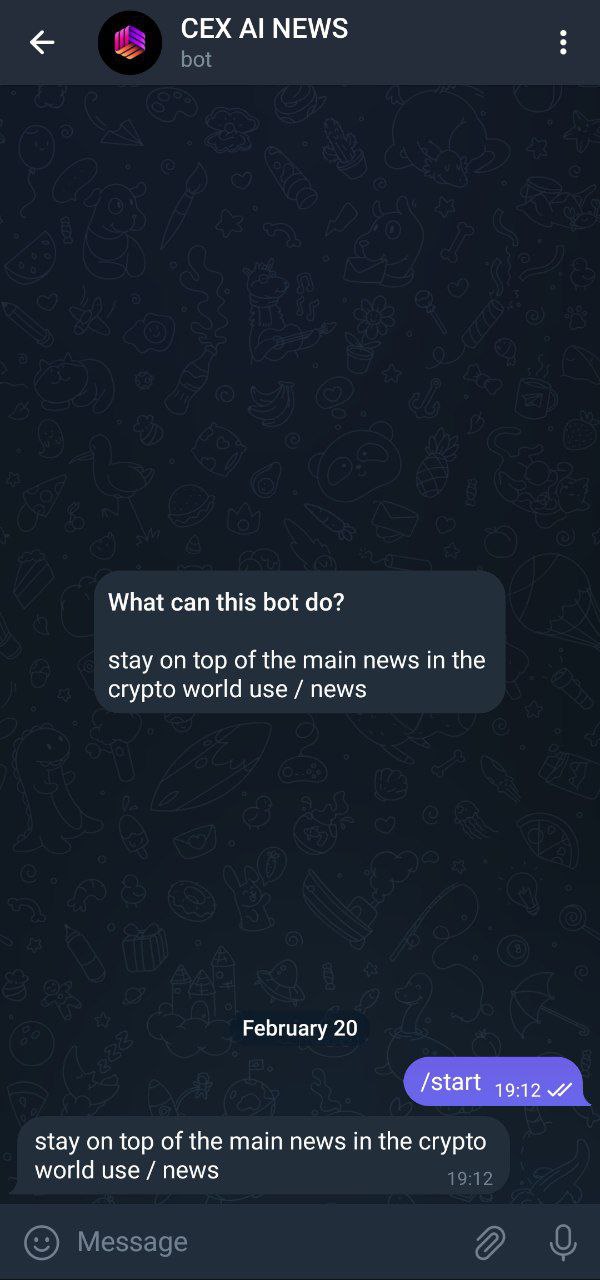 CEX AI NEWS
bot
What can this bot do?
stay on top of the main news in the
crypto world use / news
February 20
/start 19:12
stay on top of the main news in the crypto
world use / news 19:12
Message